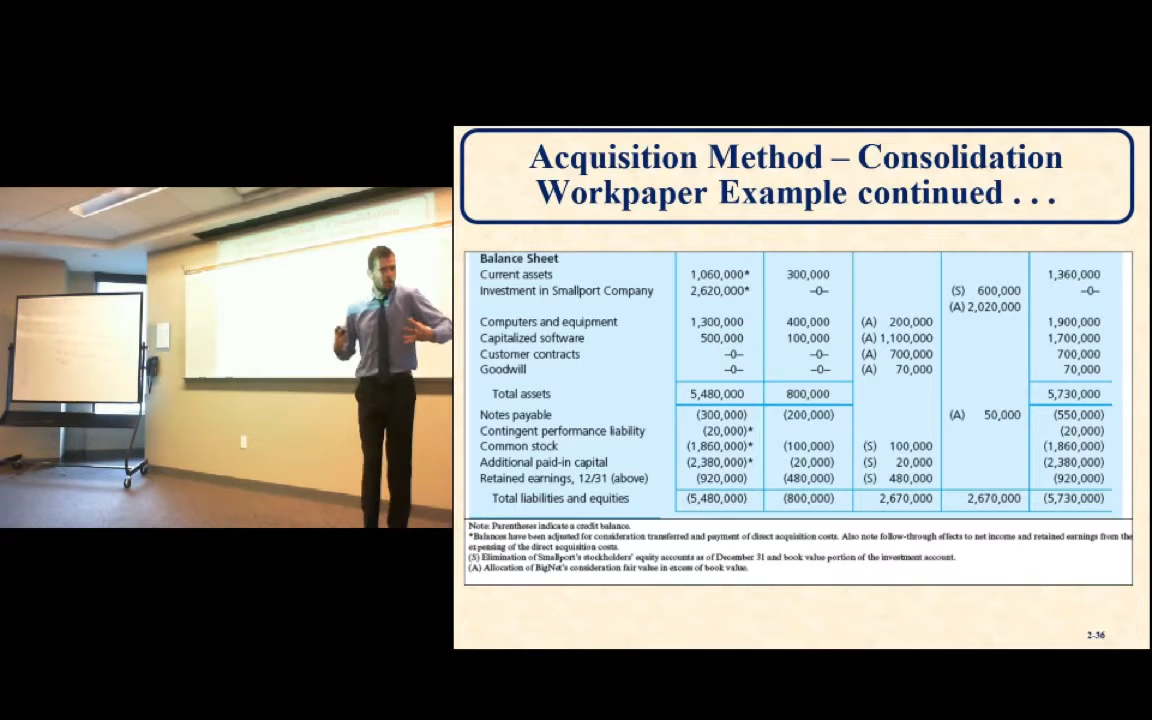 Acquisition Method – Consolidation
Workpaper Example continued . . .
Balance Sheet
Current assets 1,060,000* 300,000 1,360,000
Investment in Smallport Company 2,620,000* –0– (S) 600,000 –0–
(A) 2,020,000
Computers and equipment 1,300,000 400,000 (A) 200,000 1,900,000
Capitalized software 500,000 100,000 (A) 1,100,000 1,700,000
Customer contracts –0– –0– (A) 700,000 700,000
Goodwill –0– –0– (A) 70,000 70,000
Total assets 5,480,000 800,000 5,730,000
Notes payable (300,000) (200,000) (A) 50,000 (550,000)
Contingent performance liability (20,000)* (20,000)
Common stock (1,860,000)* (100,000) (S) 100,000 (1,860,000)
Additional paid-in capital (2,380,000)* (20,000) (S) 20,000 (2,380,000)
Retained earnings, 12/31 (above) (920,000) (480,000) (S) 480,000 (920,000)
Total liabilities and equities (5,480,000) (800,000) 2,670,000 2,670,000 (5,730,000)
Note: Parentheses indicate a credit balance.
*Balances have been adjusted for consideration transferred and payment of direct acquisition costs. Also note follow-through effects to net income and retained earnings from the
expensing of the direct acquisition costs.
(S) Elimination of Smallport's stockholders' equity accounts as of December 31 and book value portion of the investment account.
(A) Allocation of BigNet's consideration fair value in excess of book value.
2-36